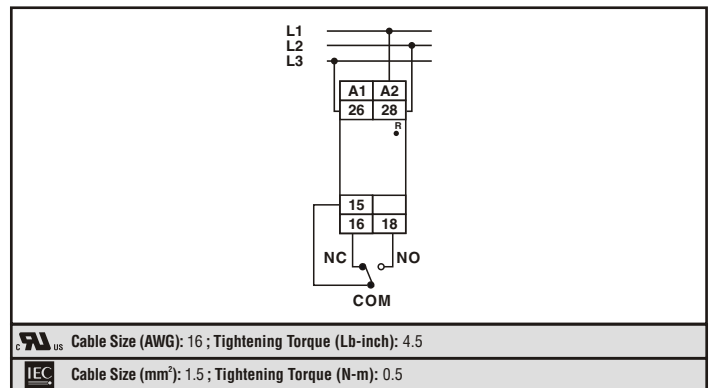 L1
L2
L3
A1 A2
26 28
R
15
16 18
NC NO
COM
c RU us Cable Size (AWG): 16 ; Tightening Torque (Lb-inch): 4.5
IEC Cable Size (mm²): 1.5 ; Tightening Torque (N-m): 0.5